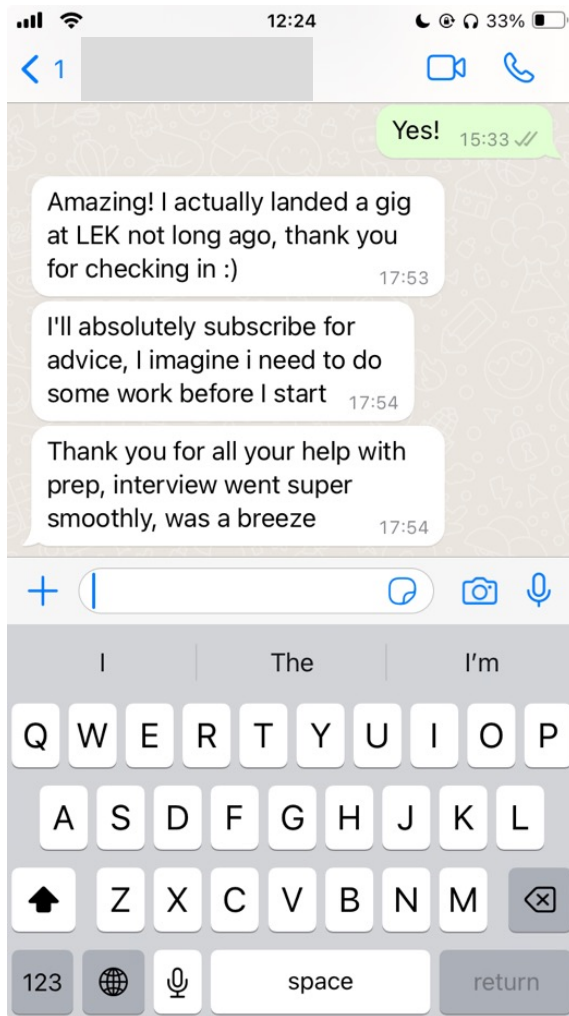 12:24
33%
1
Yes!
15:33
Amazing! I actually landed a gig
at LEK not long ago, thank you
for checking in :)
17:53
I'll absolutely subscribe for
advice, I imagine i need to do
some work before I start
17:54
Thank you for all your help with
prep, interview went super
smoothly, was a breeze
17:54
I The I’m
Q W E R T Y U I O P
A S D F G H J K L
Z X C V B N M
123 space return